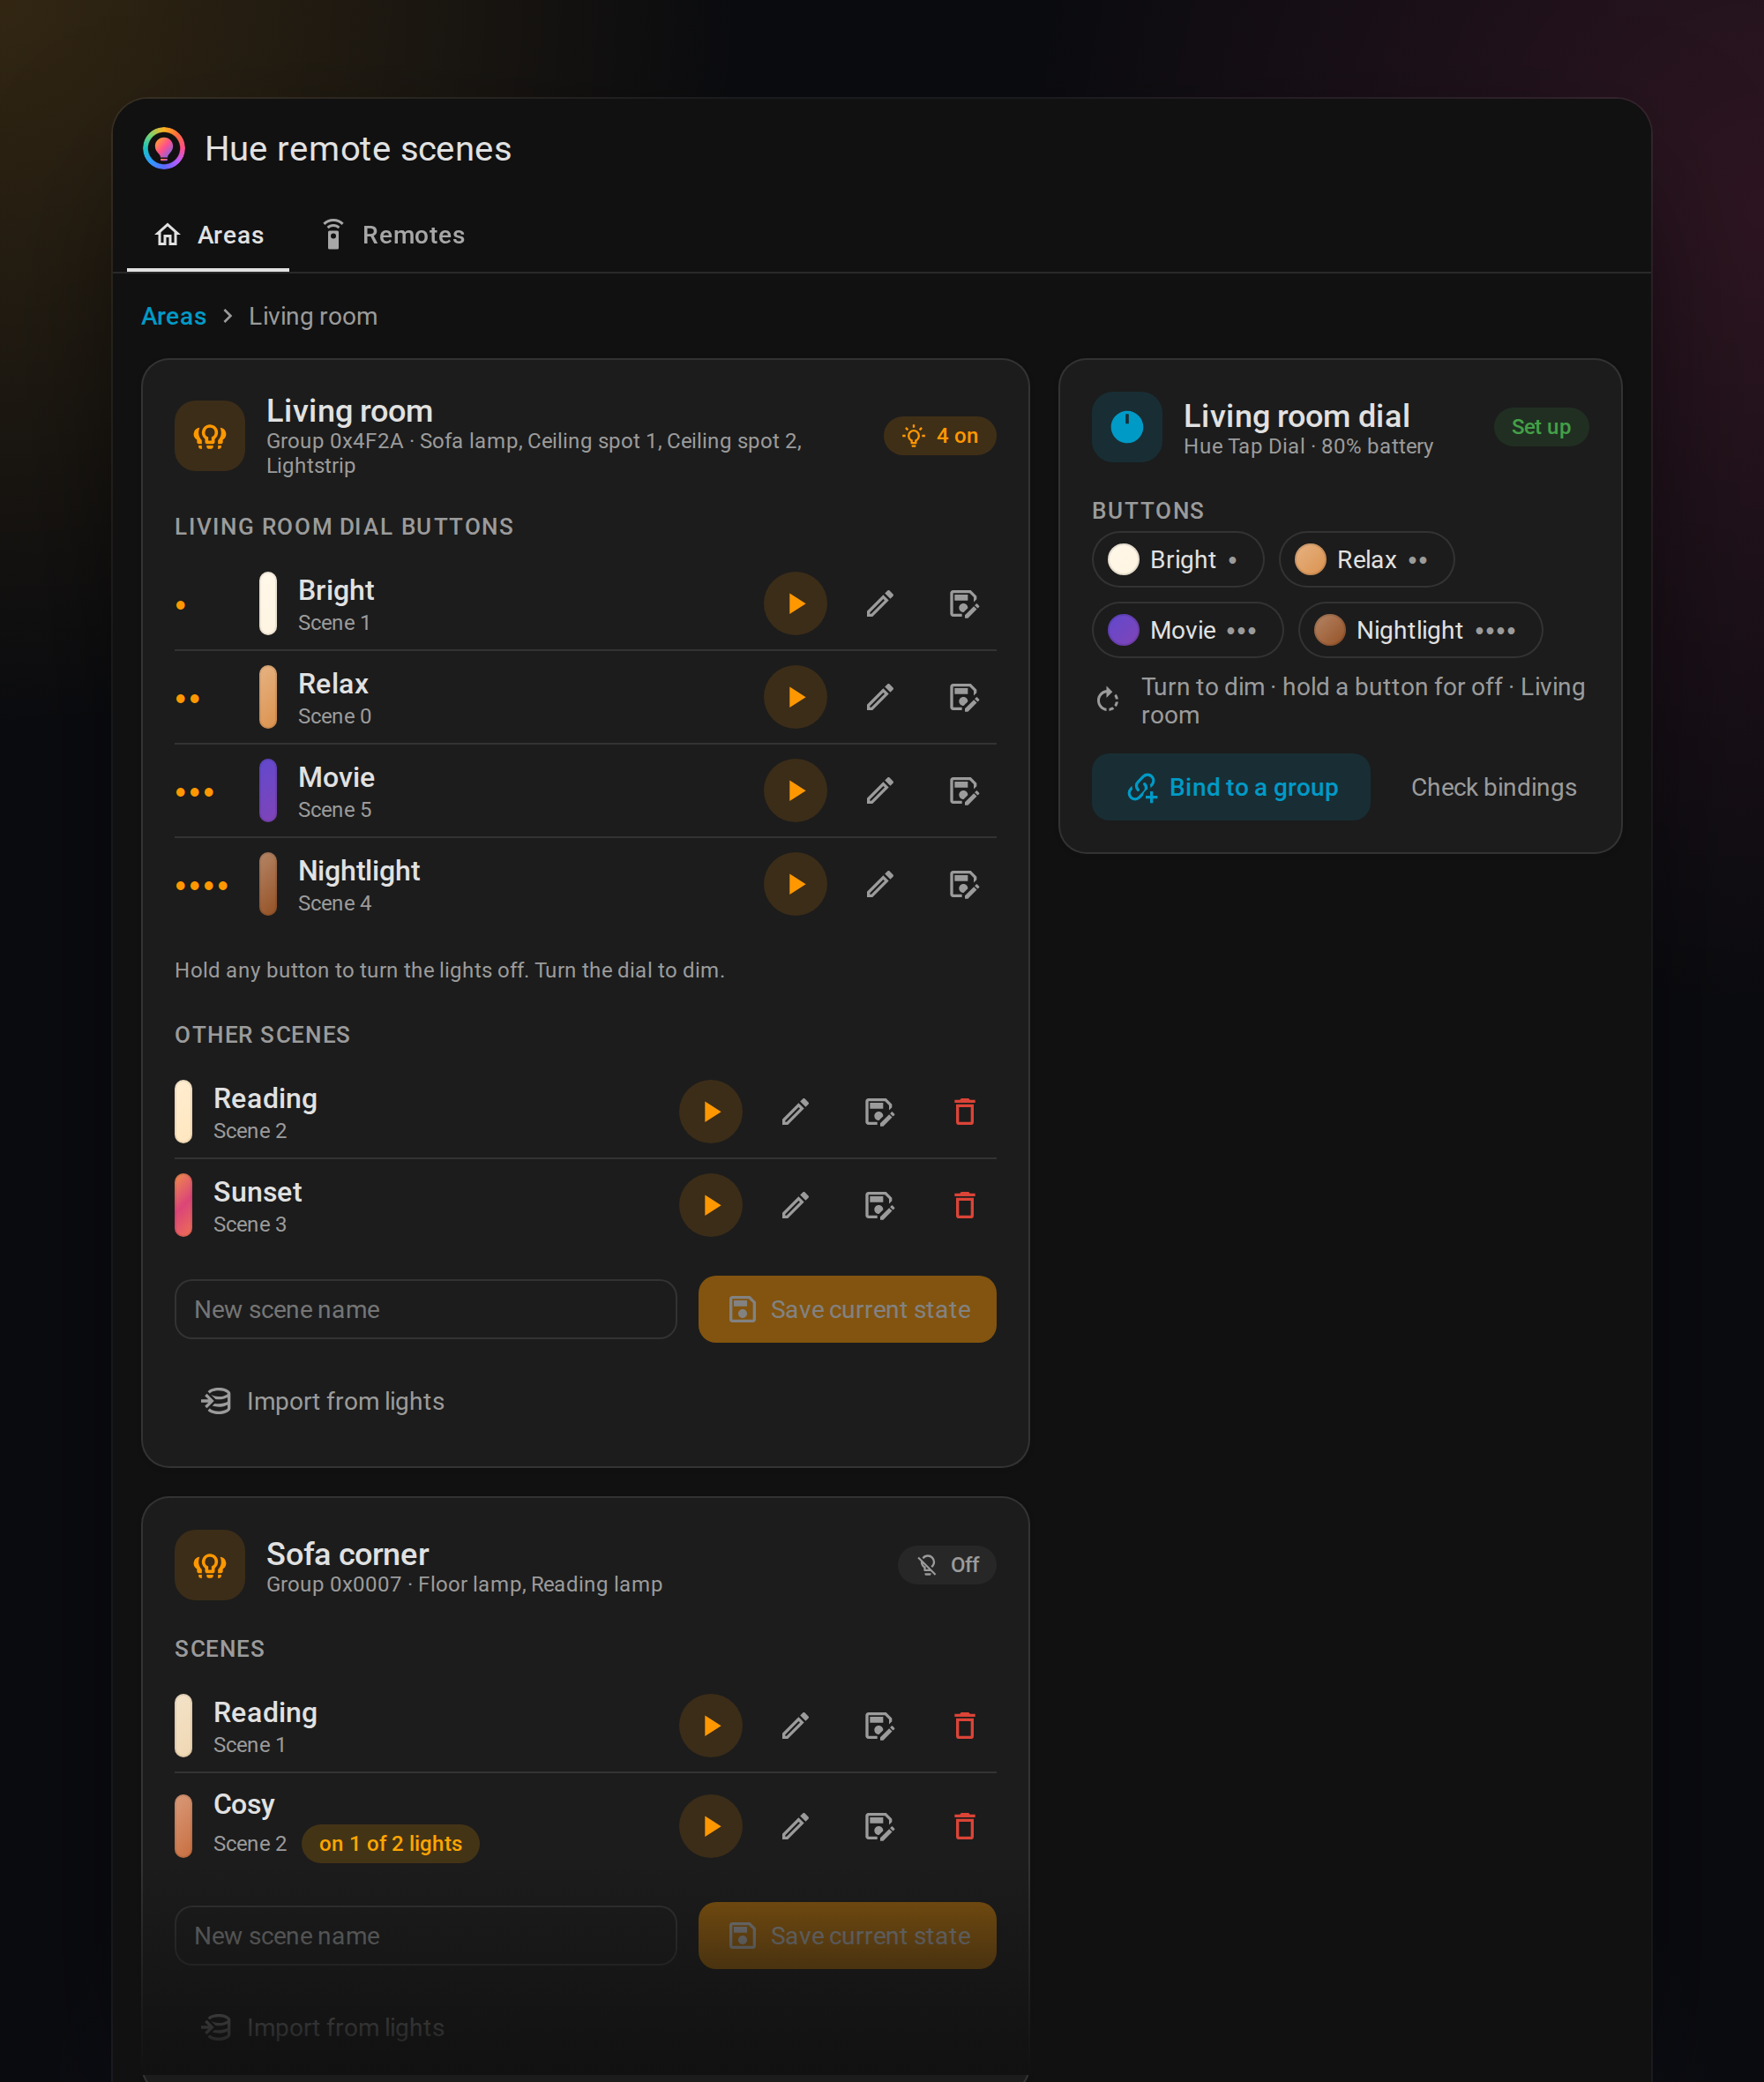 Hue remote scenes
Areas
Remotes
Areas > Living room
Living room
Group 0x4F2A · Sofa lamp, Ceiling spot 1, Ceiling spot 2,
Lightstrip
4 on
LIVING ROOM DIAL BUTTONS
Bright
Scene 1
Relax
Scene 0
Movie
Scene 5
Nightlight
Scene 4
Hold any button to turn the lights off. Turn the dial to dim.
OTHER SCENES
Reading
Scene 2
Sunset
Scene 3
New scene name
Save current state
Import from lights
Sofa corner
Group 0x0007 · Floor lamp, Reading lamp
Off
SCENES
Reading
Scene 1
Cosy
Scene 2
on 1 of 2 lights
New scene name
Save current state
Import from lights
Living room dial
Hue Tap Dial · 80% battery
Set up
BUTTONS
Bright •
Relax ••
Movie •••
Nightlight ••••
Turn to dim · hold a button for off · Living
room
Bind to a group
Check bindings